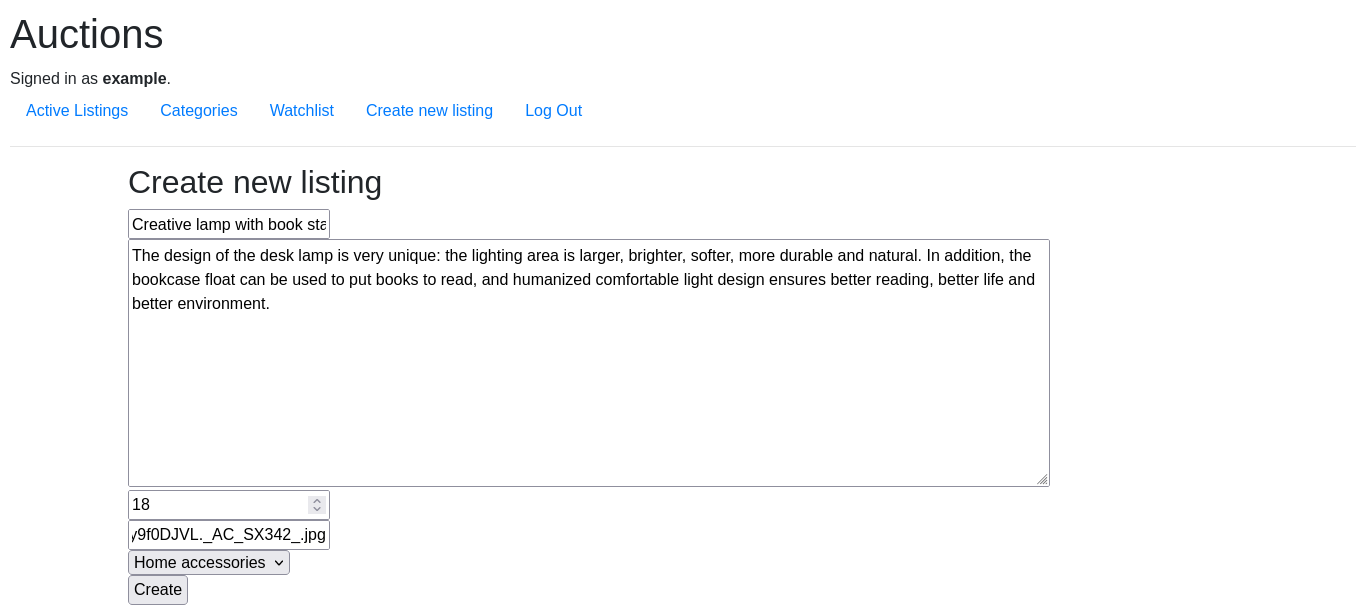 Auctions
Signed in as example.
Active Listings Categories Watchlist Create new listing Log Out
Create new listing
Creative lamp with book sta
The design of the desk lamp is very unique: the lighting area is larger, brighter, softer, more durable and natural. In addition, the
bookcase float can be used to put books to read, and humanized comfortable light design ensures better reading, better life and
better environment.
18
y9f0DJVL._AC_SX342_.jpg
Home accessories
Create